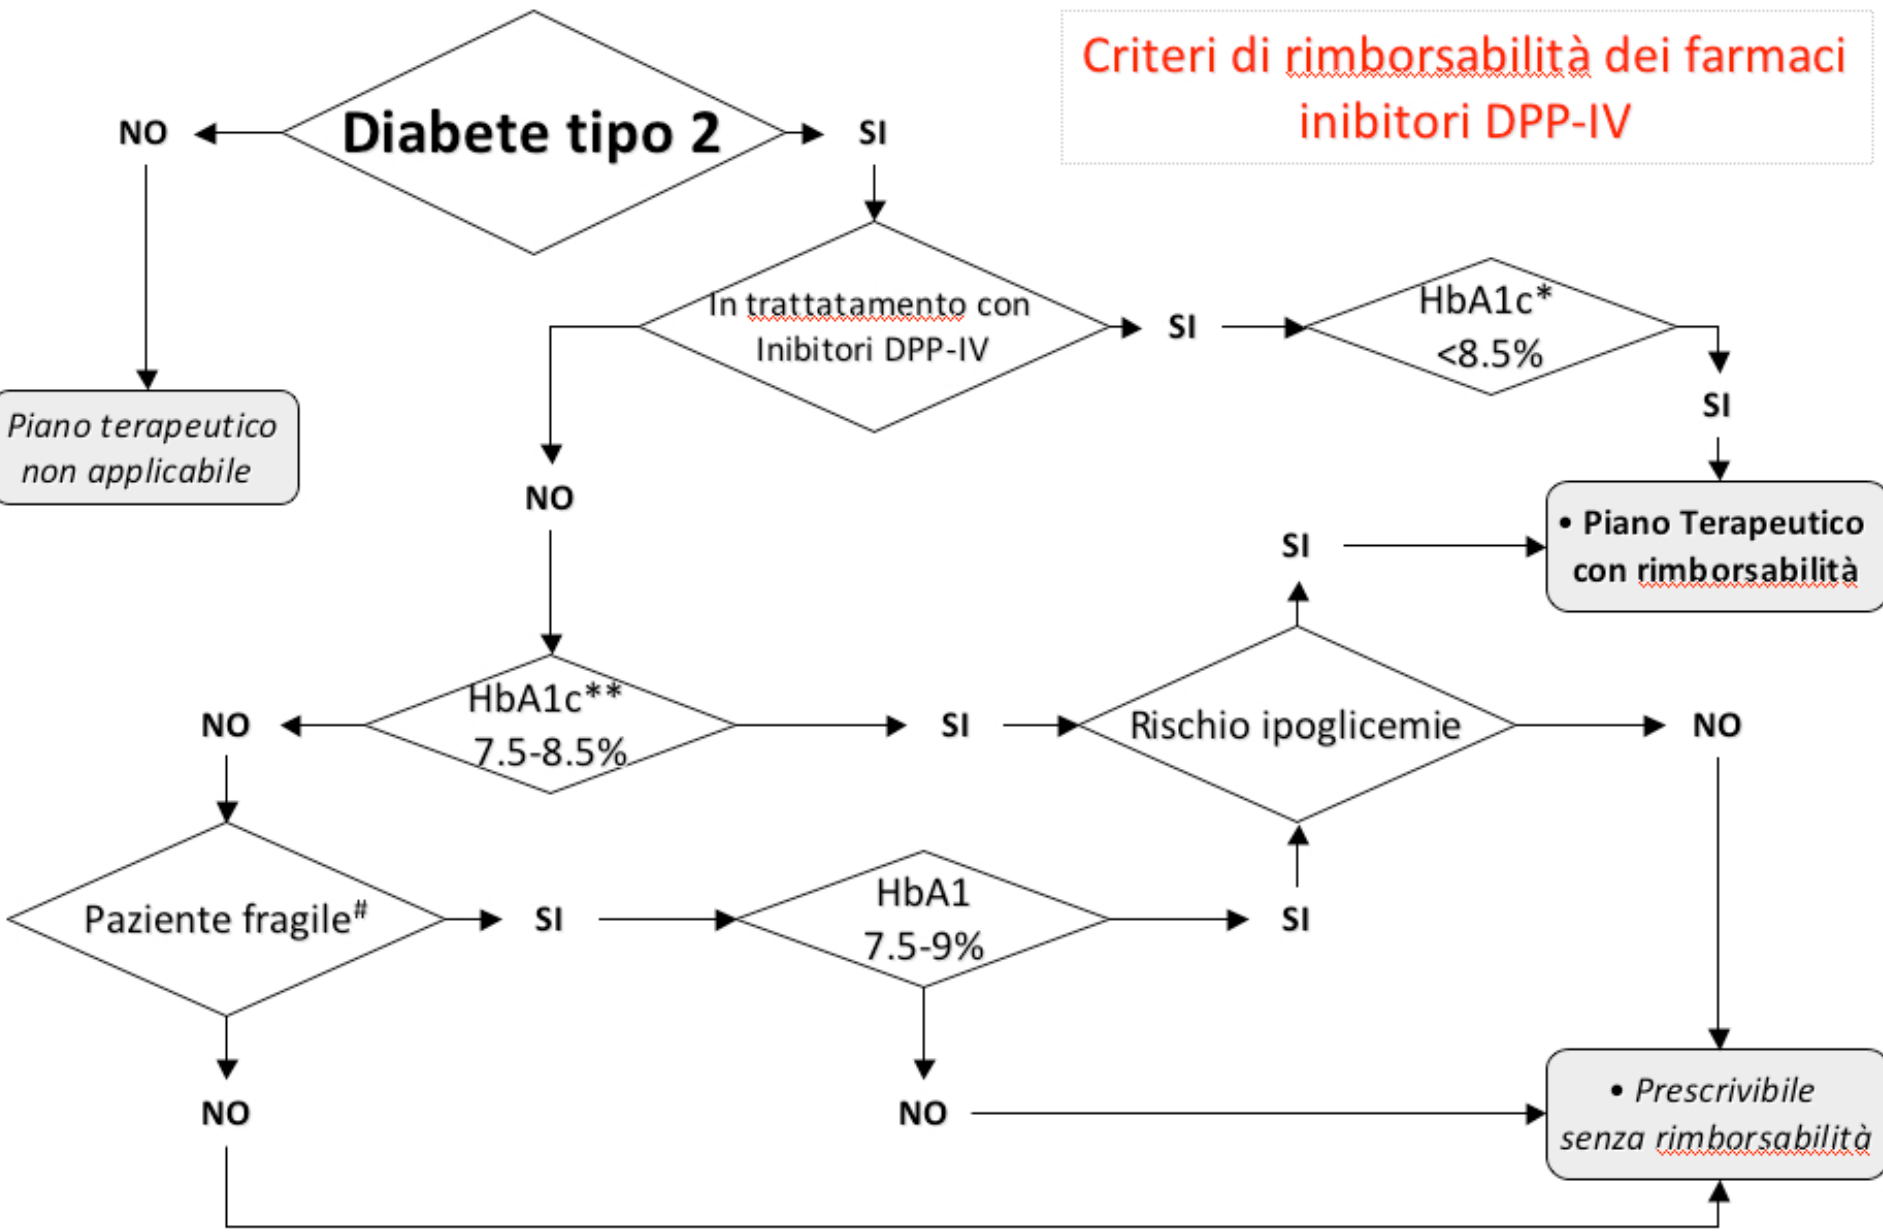 Criteri di rimborsabilità dei farmaci
inibitori DPP-IV
NO
Diabete tipo 2
SI
In trattatamento con
Inibitori DPP-IV
SI
HbA1c*
<8.5%
SI
Piano terapeutico
non applicabile
NO
• Piano Terapeutico
con rimborsabilità
SI
NO
HbA1c**
7.5-8.5%
SI
Rischio ipoglicemie
NO
Paziente fragile#
SI
HbA1
7.5-9%
SI
NO
NO
• Prescrivibile
senza rimborsabilità